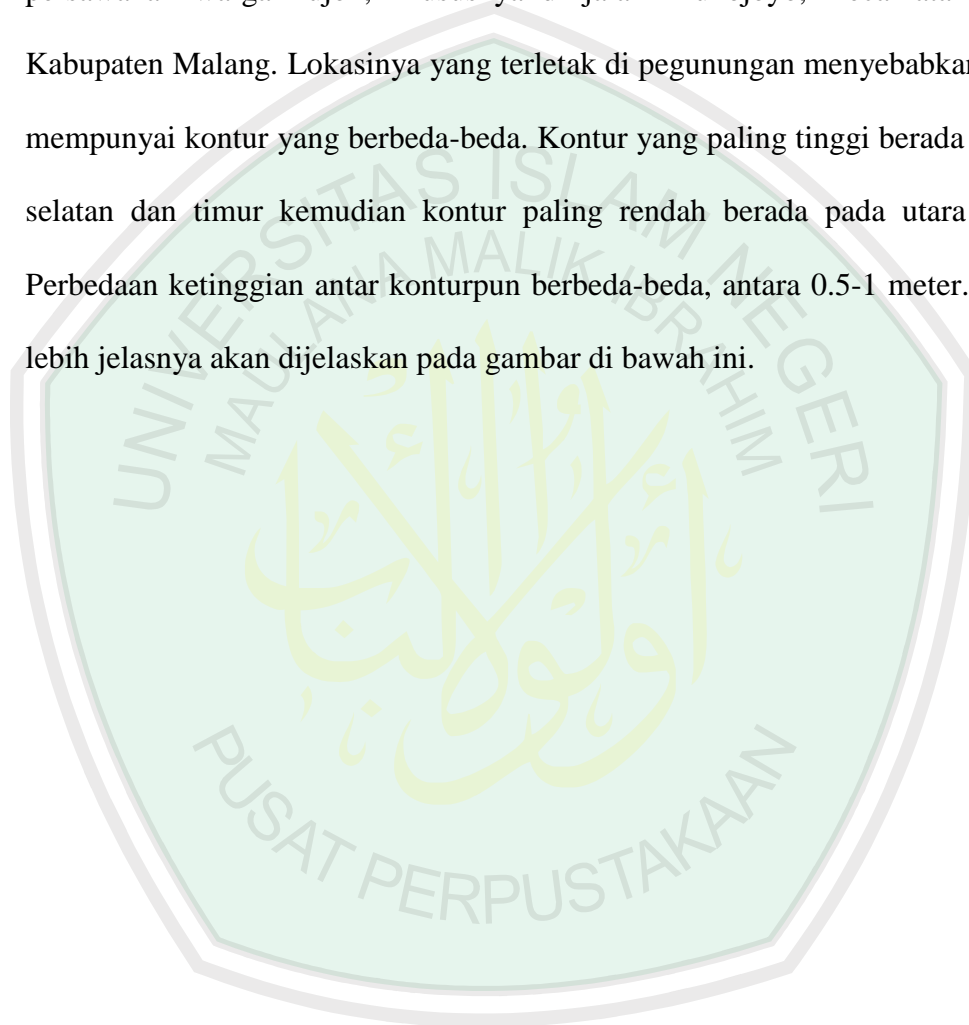 Kabupaten Malang. Lokasinya yang terletak di pegunungan menyebabkan
mempunyai kontur yang berbeda-beda. Kontur yang paling tinggi berada
selatan dan timur kemudian kontur paling rendah berada pada utara
Perbedaan ketinggian antar konturpun berbeda-beda, antara 0.5-1 meter.
lebih jelasnya akan dijelaskan pada gambar di bawah ini.
UNIVERSITAS ISLAM NEGERI
MAULANA MALIK IBRAHIM
أولوا الألباب
PUSAT PERPUSTAKAAN